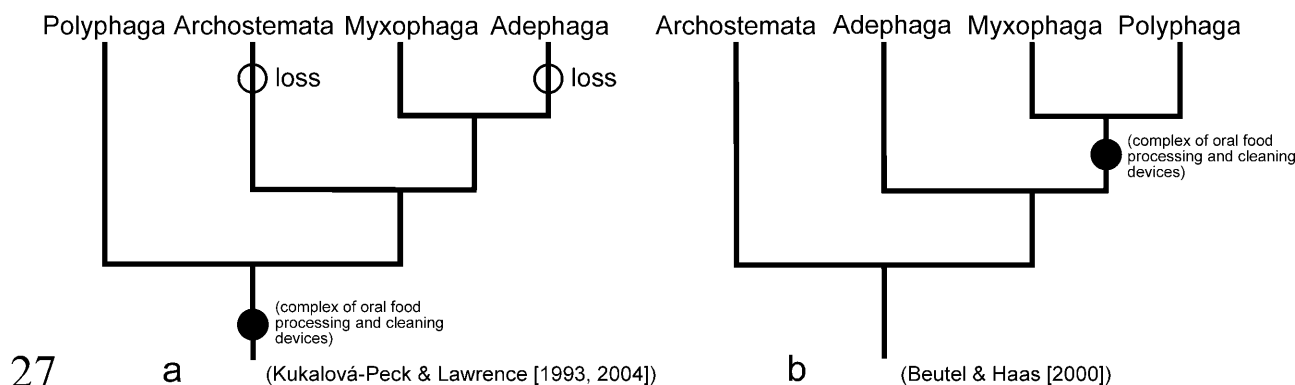 Polyphaga Archostemata Myxophaga Adephaga
loss
loss
(complex of oral food
processing and cleaning
devices)
27
a
(Kukalová-Peck & Lawrence [1993, 2004])
Archostemata Adephaga Myxophaga Polyphaga
(complex of oral food
processing and cleaning
devices)
b
(Beutel & Haas [2000])